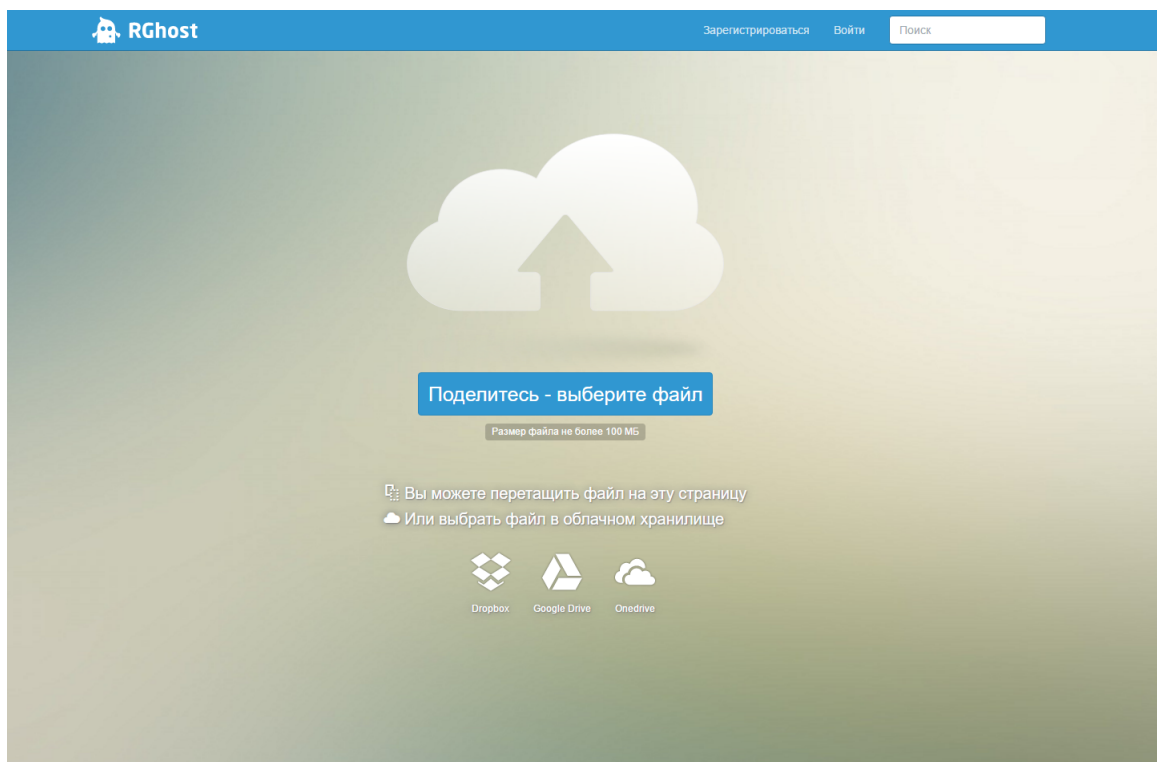 RGhost
Зарегистрироваться Войти Поиск
Поделитесь - выберите файл
Размер файла не более 100 МБ
Вы можете перетащить файл на эту страницу
Или выбрать файл в облачном хранилище
Dropbox Google Drive Onedrive